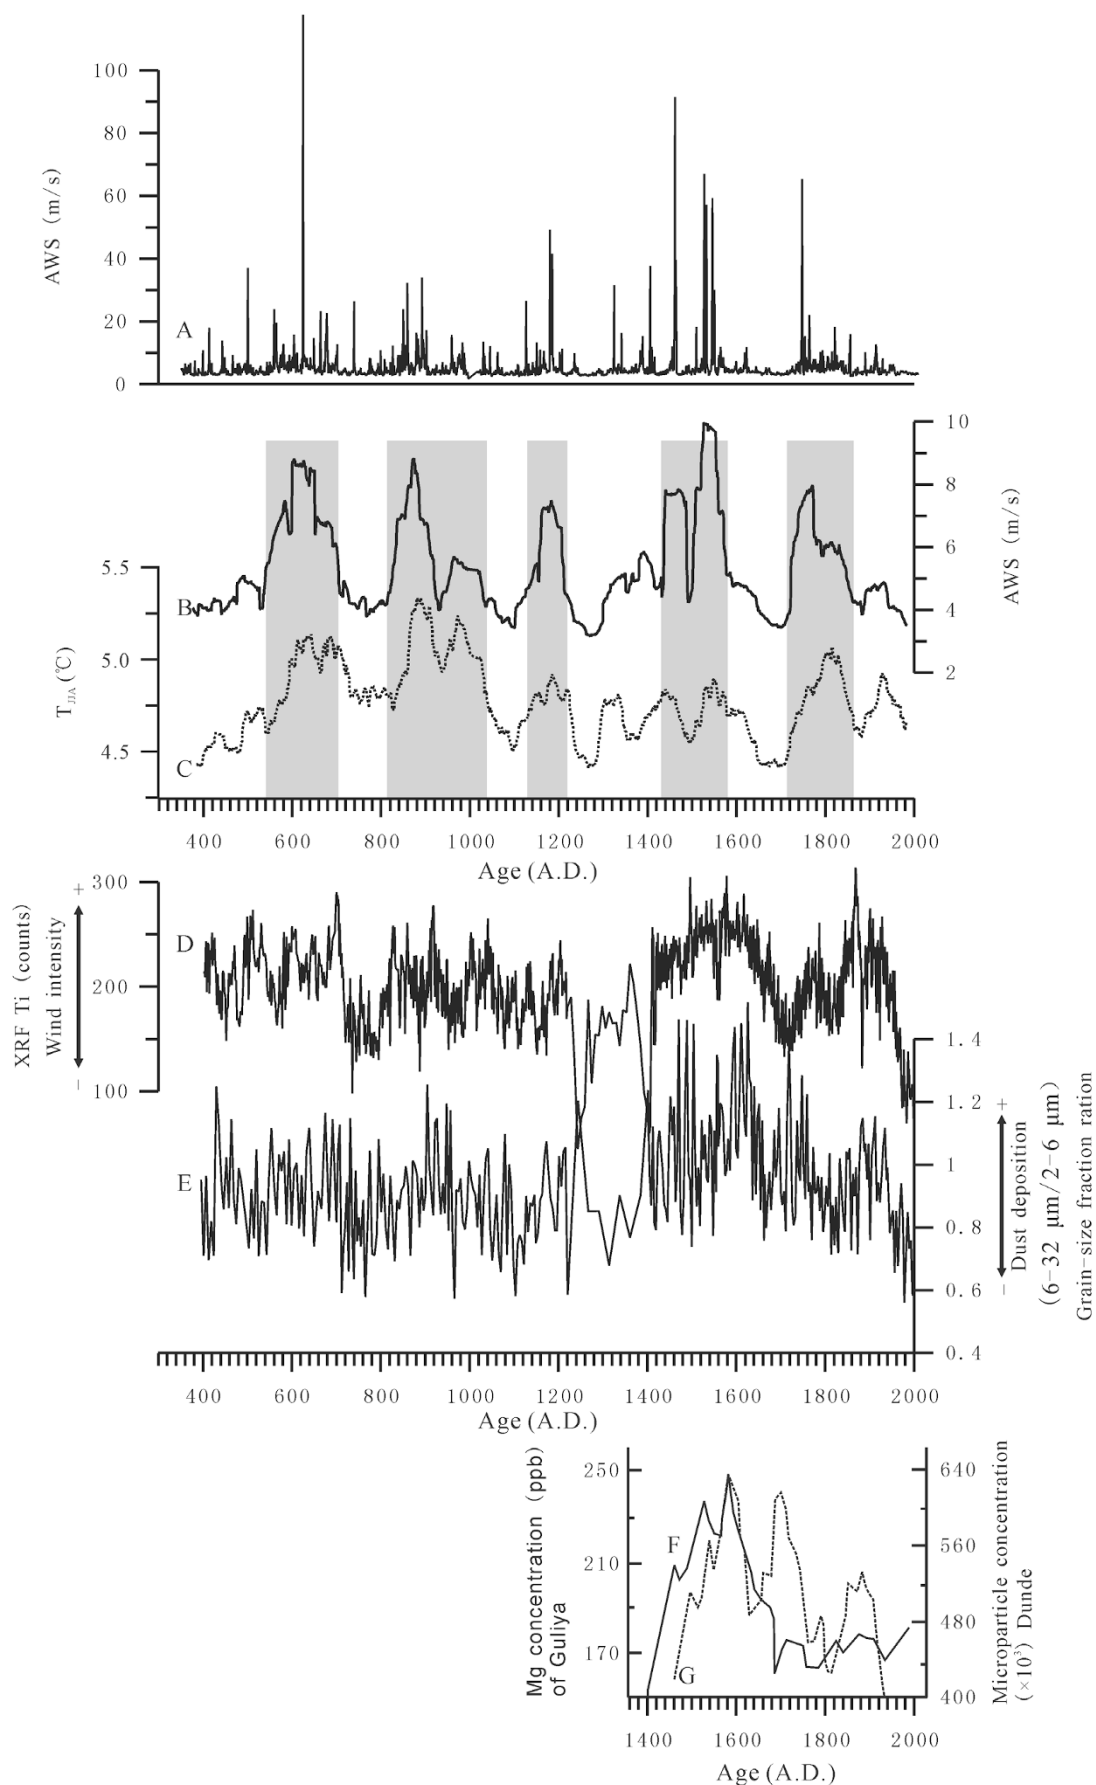 100
80
60
40
20
0
AWS (m/s)
A
10
8
6
4
2
AWS (m/s)
B
5.5
5.0
4.5
T JJA (℃)
C
400 600 800 1000 1200 1400 1600 1800 2000
Age (A.D.)
XRF Ti (counts)
Wind intensity
- +
300
200
100
D
E
1.4
1.2
1
0.8
0.6
0.4
- +
Dust deposition
(6-32 μm/2-6 μm)
Grain-size fraction ration
400 600 800 1000 1200 1400 1600 1800 2000
Age (A.D.)
Mg concentration (ppb)
of Guliya
250
210
170
F
G
640
560
480
400
Microparticle concentration
(×10³) Dunde
1400 1600 1800 2000
Age (A.D.)